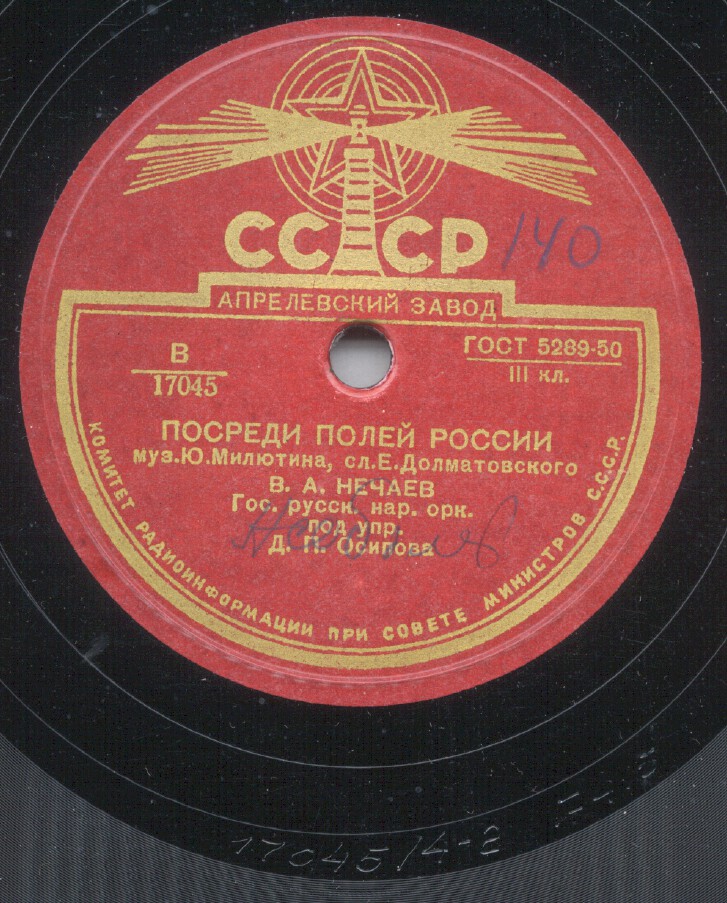 СССР
140
АПРЕЛЕВСКИЙ ЗАВОД
В
17045
ГОСТ 5289-50
III кл.
ПОСРЕДИ ПОЛЕЙ РОССИИ
муз.Ю.Милютина, сл.Е.Долматовского
В. А. НЕЧАЕВ
Гос. русск. нар. орк.
под упр.
Д. П. Осипова
КОМИТЕТ РАДИОИНФОРМАЦИИ ПРИ СОВЕТЕ МИНИСТРОВ С.С.С.Р.
17045/4-2